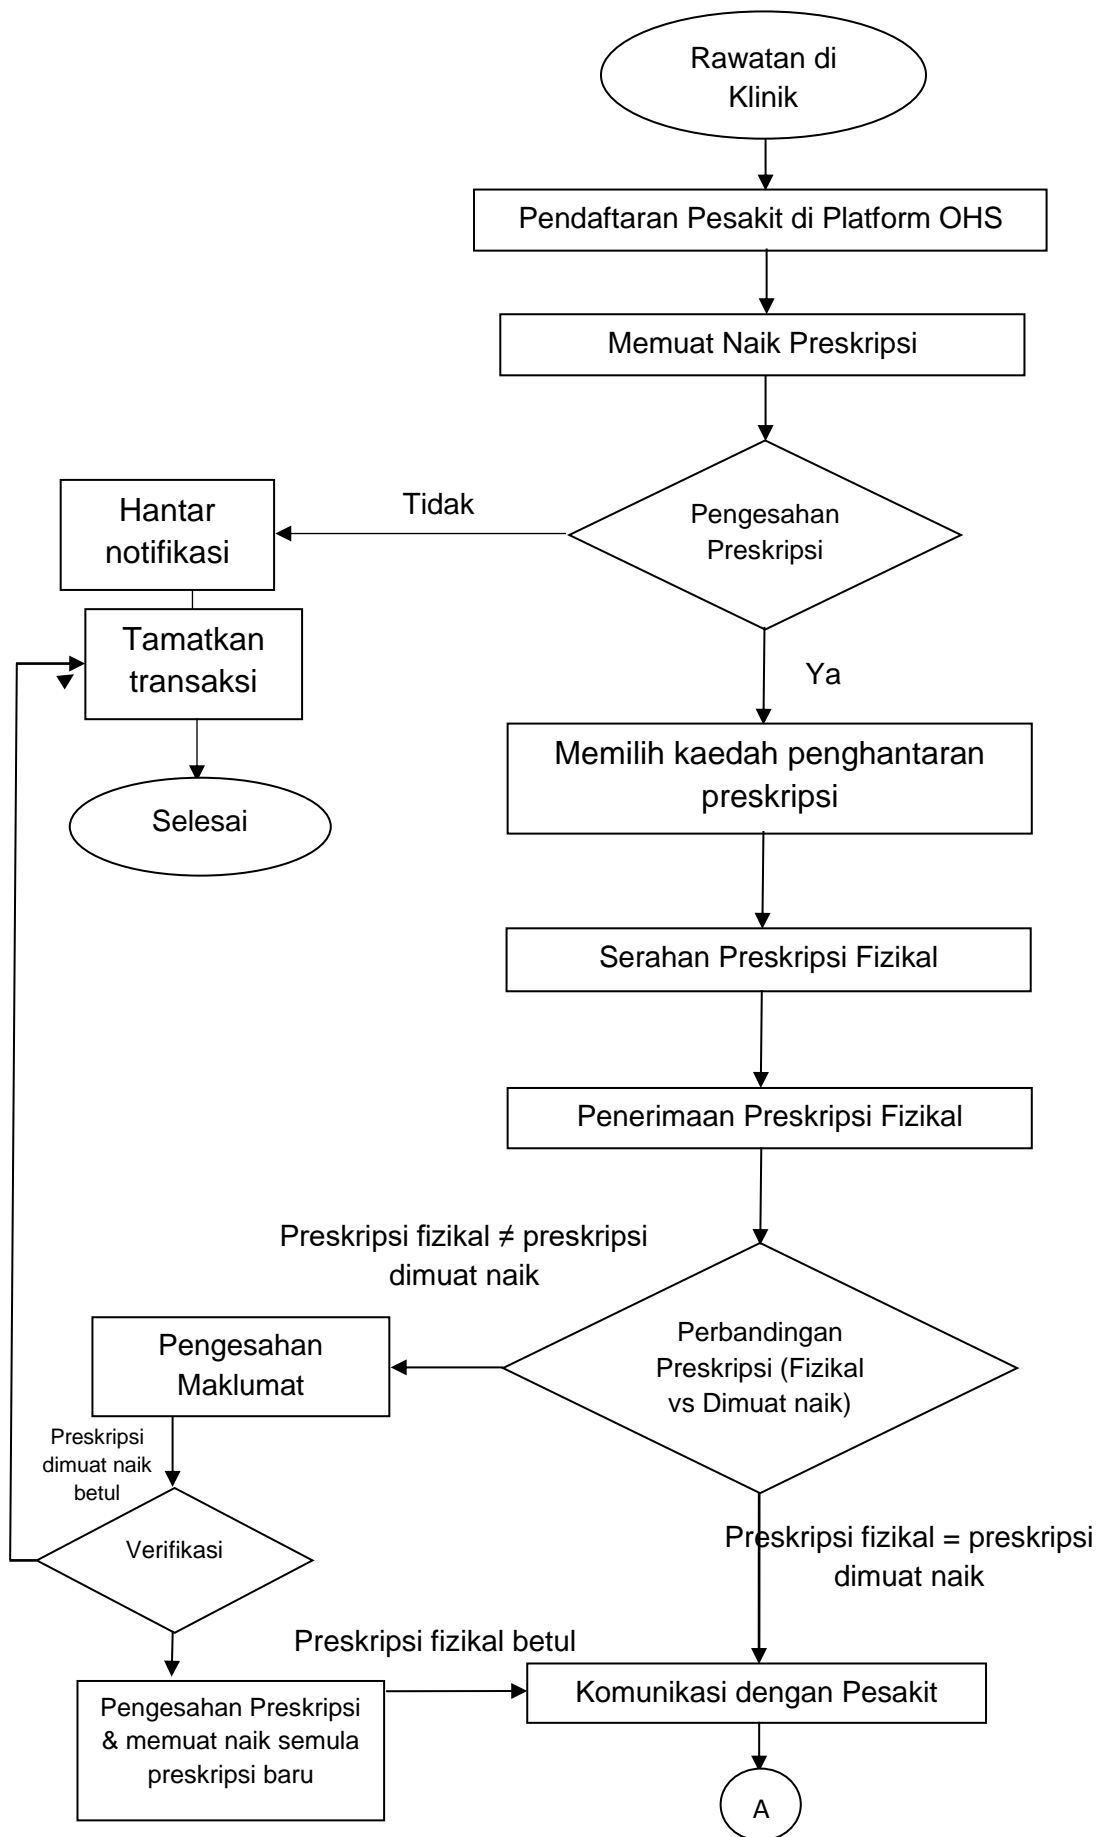 Rawatan di
Klinik
Pendaftaran Pesakit di Platform OHS
Memuat Naik Preskripsi
Pengesahan
Preskripsi
Tidak
Hantar
notifikasi
Tamatkan
transaksi
Selesai
Ya
Memilih kaedah penghantaran
preskripsi
Serahan Preskripsi Fizikal
Penerimaan Preskripsi Fizikal
Preskripsi fizikal ≠ preskripsi
dimuat naik
Perbandingan
Preskripsi (Fizikal
vs Dimuat naik)
Pengesahan
Maklumat
Preskripsi
dimuat naik
betul
Verifikasi
Preskripsi fizikal = preskripsi
dimuat naik
Preskripsi fizikal betul
Pengesahan Preskripsi
& memuat naik semula
preskripsi baru
Komunikasi dengan Pesakit
A